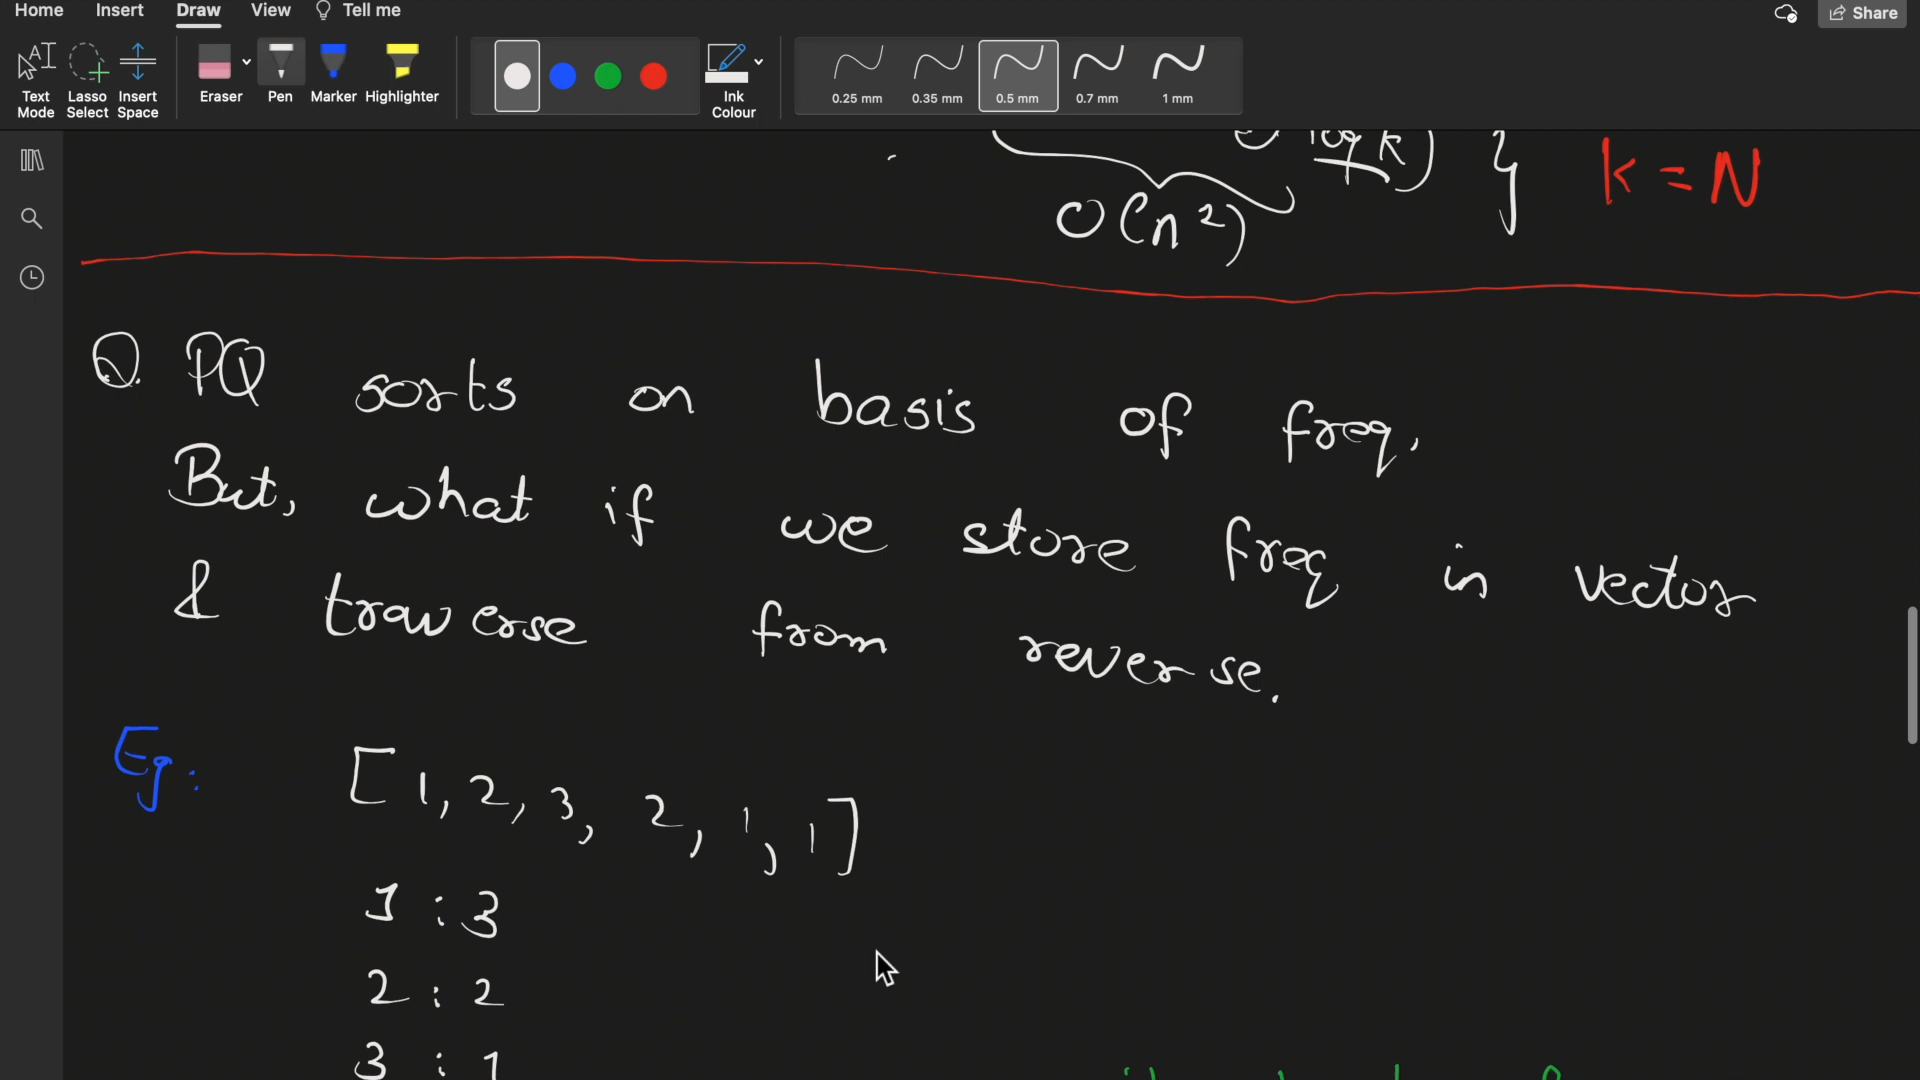 Home Insert Draw View Tell me Share
Text Mode Lasso Select Insert Space Eraser Pen Marker Highlighter Ink Colour 0.25 mm 0.35 mm 0.5 mm 0.7 mm 1 mm
log k) }
k = N
O(n²)
Q. PQ sorts on basis of freq.
But, what if we store freq in vector
& traverse from reverse.
Eg: [1, 2, 3, 2, 1, 1]
1 : 3
2 : 2
3 : 1